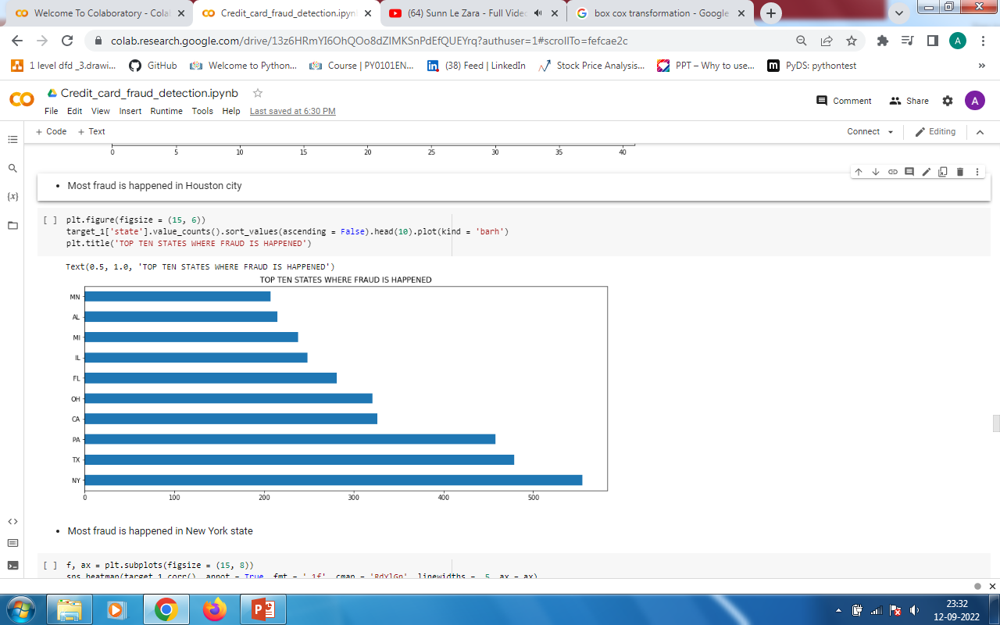 Welcome To Colaboratory - Cola
Credit_card_fraud_detection.ipyn
(64) Sunn Le Zara - Full Vide
box cox transformation - Google
colab.research.google.com/drive/13z6HRmYI6OhQOo8dZIMKSnPdEfQUEYrq?authuser=1#scrollTo=fefcae2c
A
1 level dfd _3.drawi...
GitHub
Welcome to Python...
Course | PY0101EN...
(38) Feed | LinkedIn
Stock Price Analysis...
PPT – Why to use...
PyDS: pythontest
»
Credit_card_fraud_detection.ipynb
Comment
Share
A
File Edit View Insert Runtime Tools Help Last saved at 6:30 PM
+ Code + Text
Connect
Editing
0 5 10 15 20 25 30 35 40
{x}
• Most fraud is happened in Houston city
[ ] plt.figure(figsize = (15, 6))
target_1['state'].value_counts().sort_values(ascending = False).head(10).plot(kind = 'barh')
plt.title('TOP TEN STATES WHERE FRAUD IS HAPPENED')
Text(0.5, 1.0, 'TOP TEN STATES WHERE FRAUD IS HAPPENED')
TOP TEN STATES WHERE FRAUD IS HAPPENED
MN
AL
MI
IL
FL
OH
CA
PA
TX
NY
0 100 200 300 400 500
• Most fraud is happened in New York state
[ ] f, ax = plt.subplots(figsize = (15, 8))
sns.heatmap(target_1.corr(), annot = True, fmt = '.1f', cmap = 'RdYlGn', linewidths = .5, ax = ax)
23:32
12-09-2022